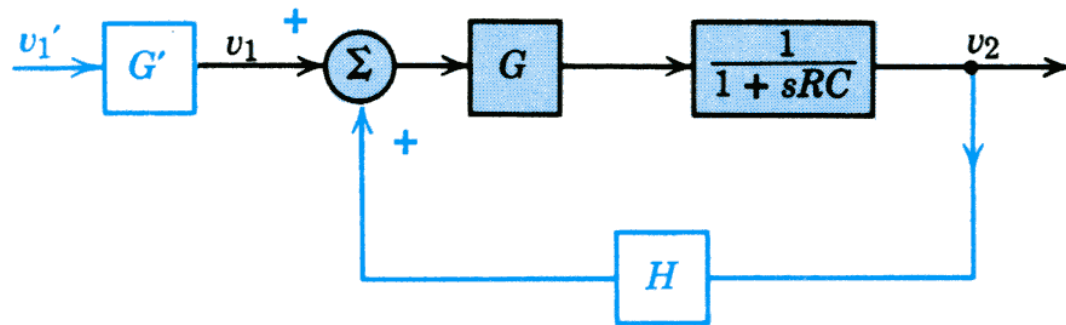 +
v₁′ G′ v₁ Σ G 1 v₂
1 + sRC
+
H